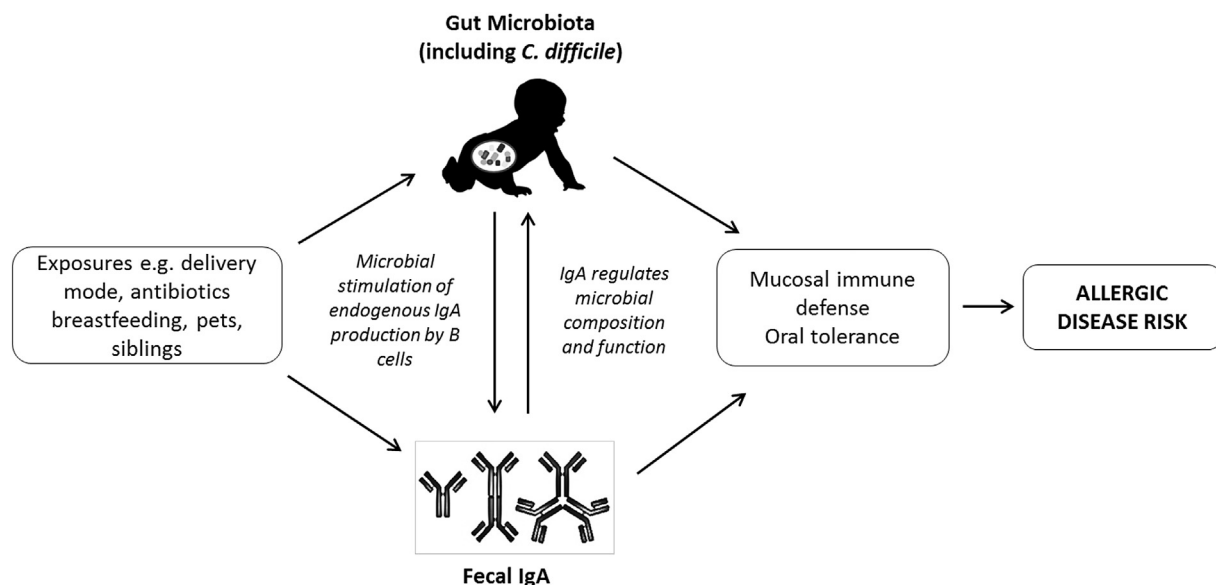 Gut Microbiota
(including C. difficile)
Exposures e.g. delivery
mode, antibiotics
breastfeeding, pets,
siblings
Microbial
stimulation of
endogenous IgA
production by B
cells
IgA regulates
microbial
composition
and function
Mucosal immune
defense
Oral tolerance
ALLERGIC
DISEASE RISK
Fecal IgA